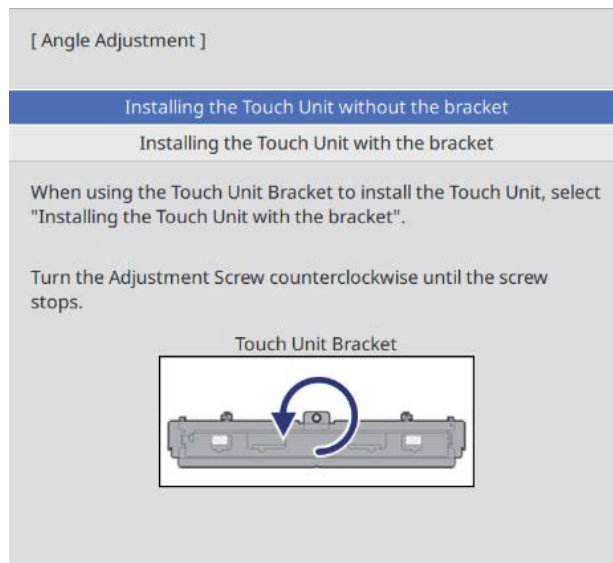 [ Angle Adjustment ]
Installing the Touch Unit without the bracket
Installing the Touch Unit with the bracket
When using the Touch Unit Bracket to install the Touch Unit, select
"Installing the Touch Unit with the bracket".
Turn the Adjustment Screw counterclockwise until the screw
stops.
Touch Unit Bracket